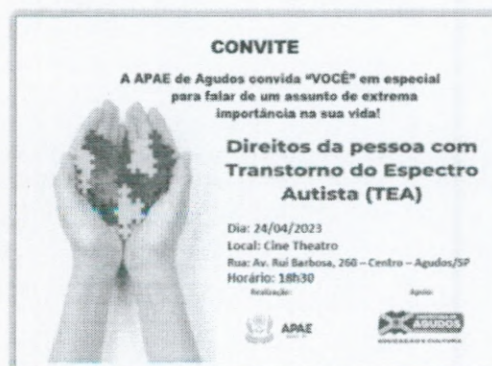 CONVITE
A APAE de Agudos convida “VOCÊ” em especial
para falar de um assunto de extrema
importância na sua vida!
Direitos da pessoa com
Transtorno do Espectro
Autista (TEA)
Dia: 24/04/2023
Local: Cine Theatro
Rua: Av. Rui Barbosa, 260 – Centro – Agudos/SP
Horário: 18h30
Realização: Apoio:
APAE
AGUDOS
EDUCAÇÃO E CULTURA